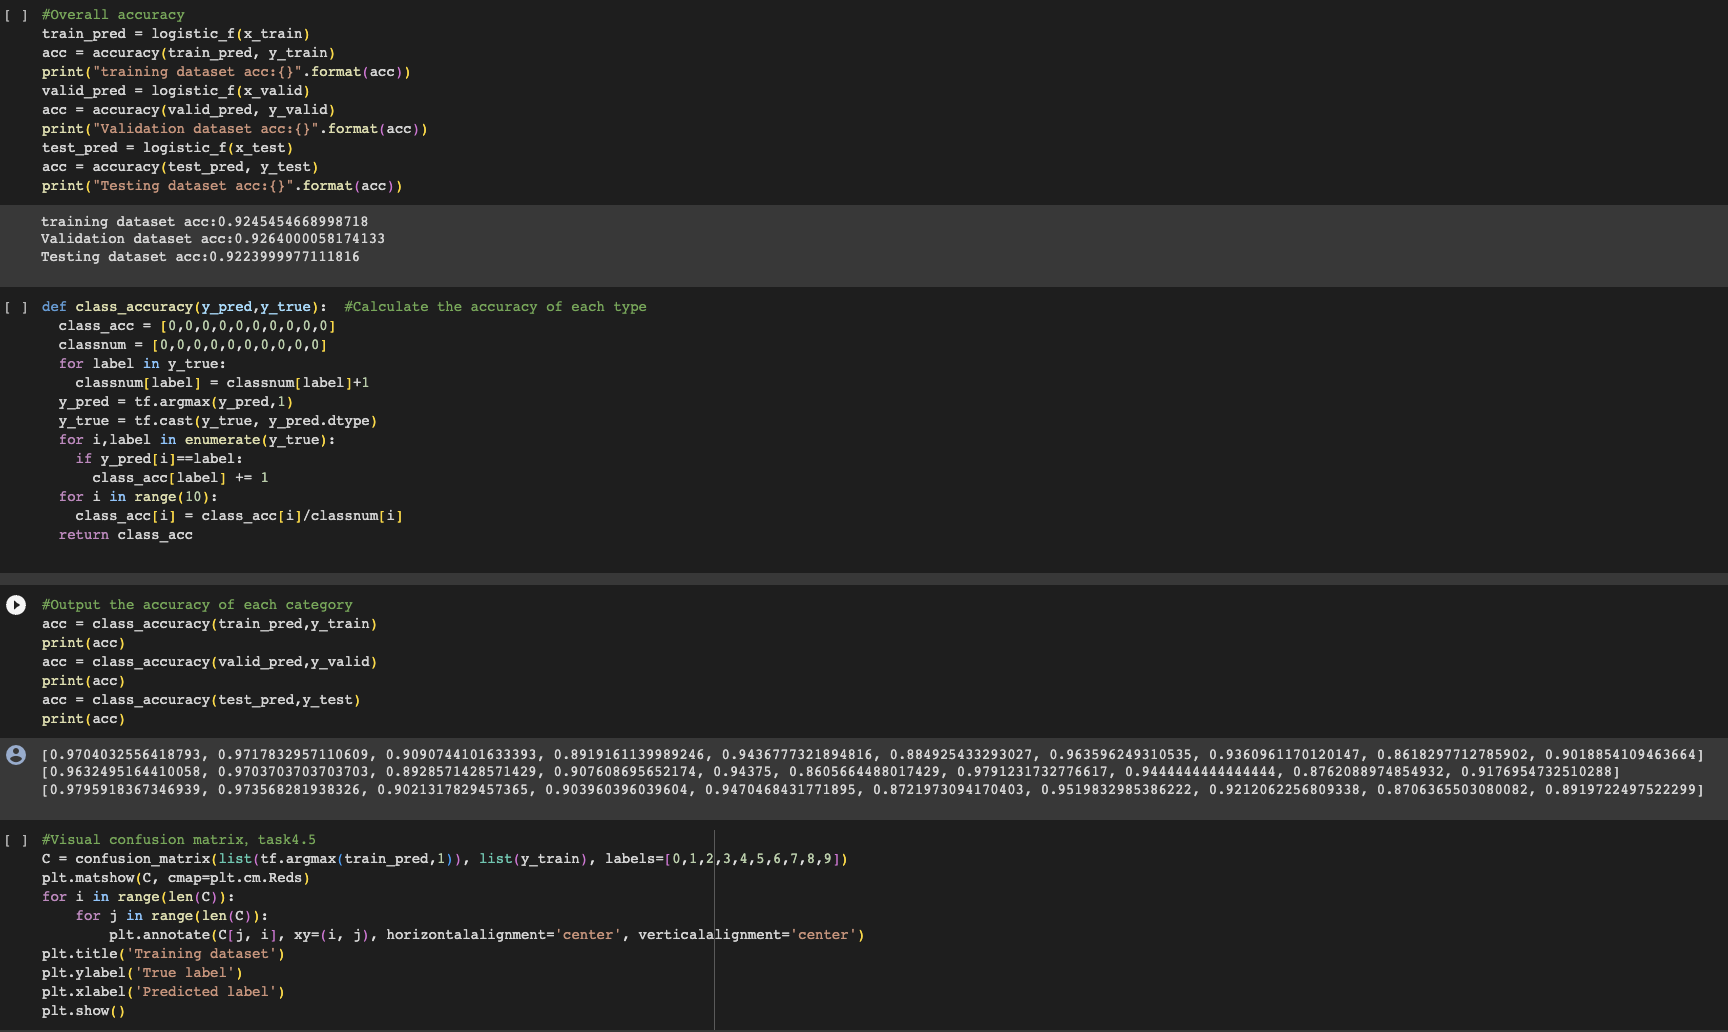 [ ] #Overall accuracy
train_pred = logistic_f(x_train)
acc = accuracy(train_pred, y_train)
print("training dataset acc:{}".format(acc))
valid_pred = logistic_f(x_valid)
acc = accuracy(valid_pred, y_valid)
print("Validation dataset acc:{}".format(acc))
test_pred = logistic_f(x_test)
acc = accuracy(test_pred, y_test)
print("Testing dataset acc:{}".format(acc))
training dataset acc:0.9245454668998718
Validation dataset acc:0.9264000058174133
Testing dataset acc:0.9223999977111816
[ ] def class_accuracy(y_pred,y_true):  #Calculate the accuracy of each type
  class_acc = [0,0,0,0,0,0,0,0,0,0]
  classnum = [0,0,0,0,0,0,0,0,0,0]
  for label in y_true:
    classnum[label] = classnum[label]+1
  y_pred = tf.argmax(y_pred,1)
  y_true = tf.cast(y_true, y_pred.dtype)
  for i,label in enumerate(y_true):
    if y_pred[i]==label:
      class_acc[label] += 1
  for i in range(10):
    class_acc[i] = class_acc[i]/classnum[i]
  return class_acc
#Output the accuracy of each category
acc = class_accuracy(train_pred,y_train)
print(acc)
acc = class_accuracy(valid_pred,y_valid)
print(acc)
acc = class_accuracy(test_pred,y_test)
print(acc)
[0.9704032556418793, 0.9717832957110609, 0.9090744101633393, 0.8919161139989246, 0.9436777321894816, 0.884925433293027, 0.963596249310535, 0.9360961170120147, 0.8618297712785902, 0.9018854109463664]
[0.9632495164410058, 0.9703703703703703, 0.8928571428571429, 0.907608695652174, 0.94375, 0.8605664488017429, 0.9791231732776617, 0.9444444444444444, 0.8762088974854932, 0.9176954732510288]
[0.9795918367346939, 0.973568281938326, 0.9021317829457365, 0.903960396039604, 0.9470468431771895, 0.8721973094170403, 0.9519832985386222, 0.9212062256809338, 0.8706365503080082, 0.8919722497522299]
[ ] #Visual confusion matrix, task4.5
C = confusion_matrix(list(tf.argmax(train_pred,1)), list(y_train), labels=[0,1,2,3,4,5,6,7,8,9])
plt.matshow(C, cmap=plt.cm.Reds)
for i in range(len(C)):
    for j in range(len(C)):
        plt.annotate(C[j, i], xy=(i, j), horizontalalignment='center', verticalalignment='center')
plt.title('Training dataset')
plt.ylabel('True label')
plt.xlabel('Predicted label')
plt.show()